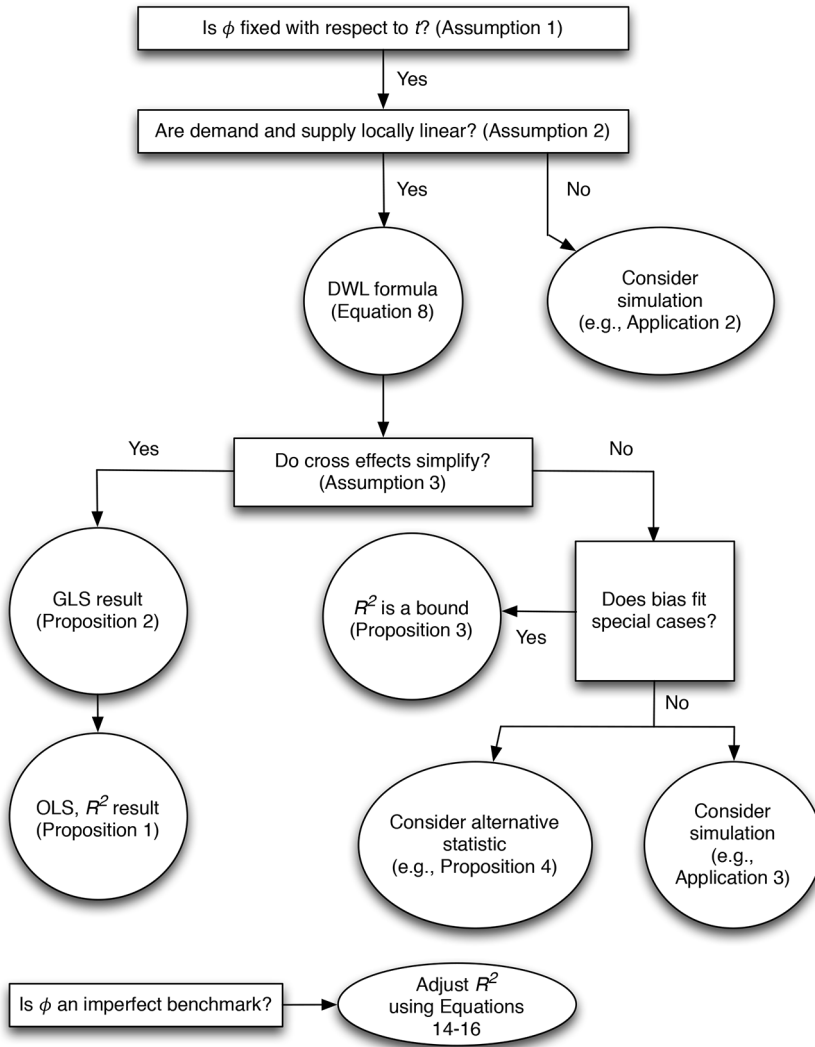 Is ϕ fixed with respect to t? (Assumption 1)
Yes
Are demand and supply locally linear? (Assumption 2)
Yes
No
DWL formula
(Equation 8)
Consider
simulation
(e.g., Application 2)
Yes
Do cross effects simplify?
(Assumption 3)
No
GLS result
(Proposition 2)
R² is a bound
(Proposition 3)
Yes
Does bias fit
special cases?
No
OLS, R² result
(Proposition 1)
Consider alternative
statistic
(e.g., Proposition 4)
Consider
simulation
(e.g.,
Application 3)
Is ϕ an imperfect benchmark?
Adjust R²
using Equations
14-16